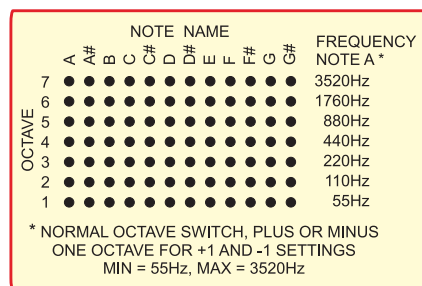 NOTE NAME
A A# B C C# D D# E F F# G G#
FREQUENCY
NOTE A *
OCTAVE
7 3520Hz
6 1760Hz
5 880Hz
4 440Hz
3 220Hz
2 110Hz
1 55Hz
* NORMAL OCTAVE SWITCH, PLUS OR MINUS
ONE OCTAVE FOR +1 AND -1 SETTINGS
MIN = 55Hz, MAX = 3520Hz